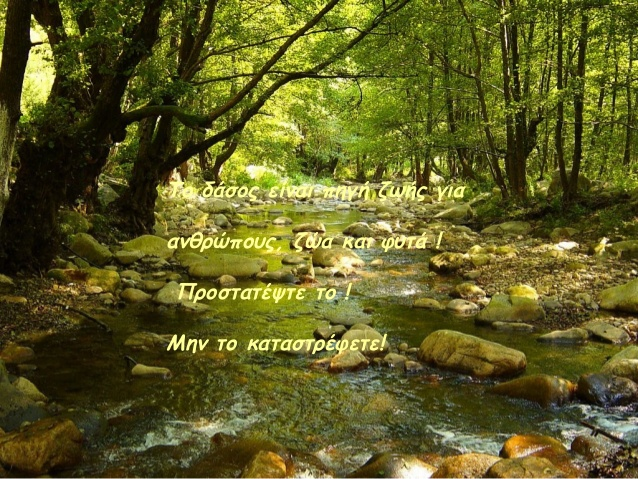 Το δάσος είναι πηγή ζωής για
ανθρώπους, ζώα και φυτά !
Προστατέψτε το !
Μην το καταστρέφετε!